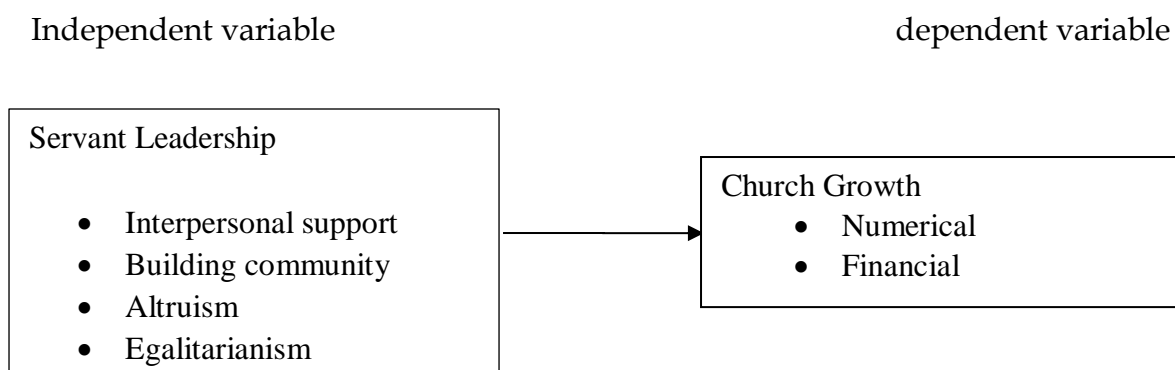 Independent variable
dependent variable
Servant Leadership
• Interpersonal support
• Building community
• Altruism
• Egalitarianism
Church Growth
• Numerical
• Financial